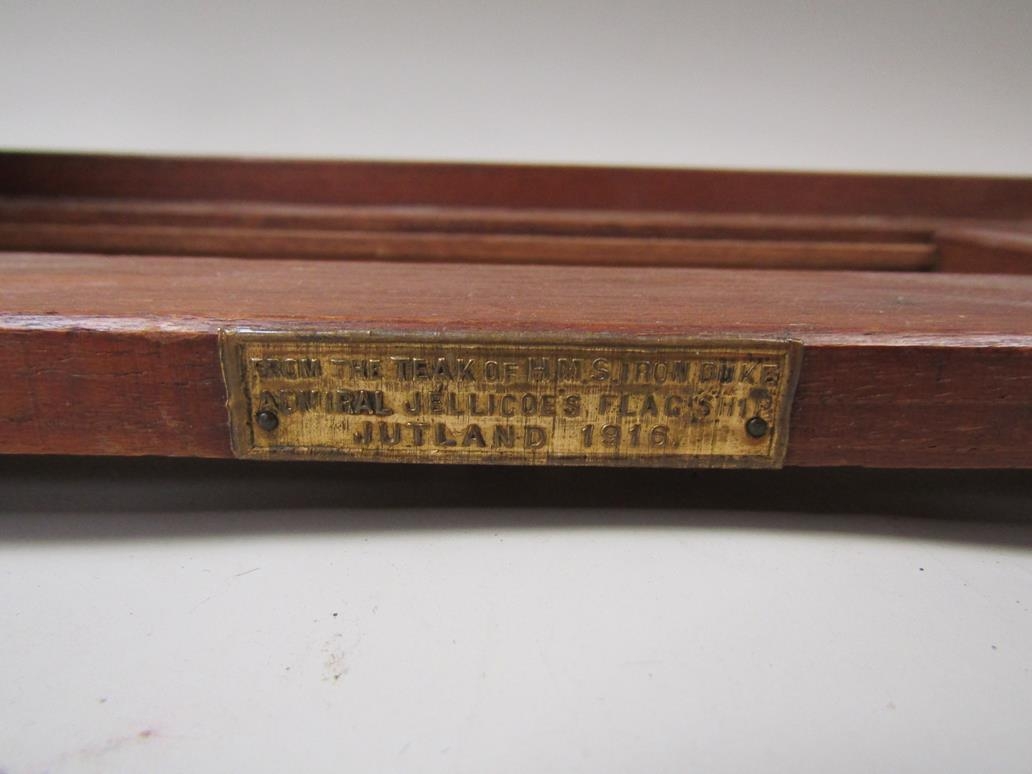 FROM THE TEAK OF H.M.S. IRON DUKE
ADMIRAL JELLICOE'S FLAGSHIP
JUTLAND 1916.